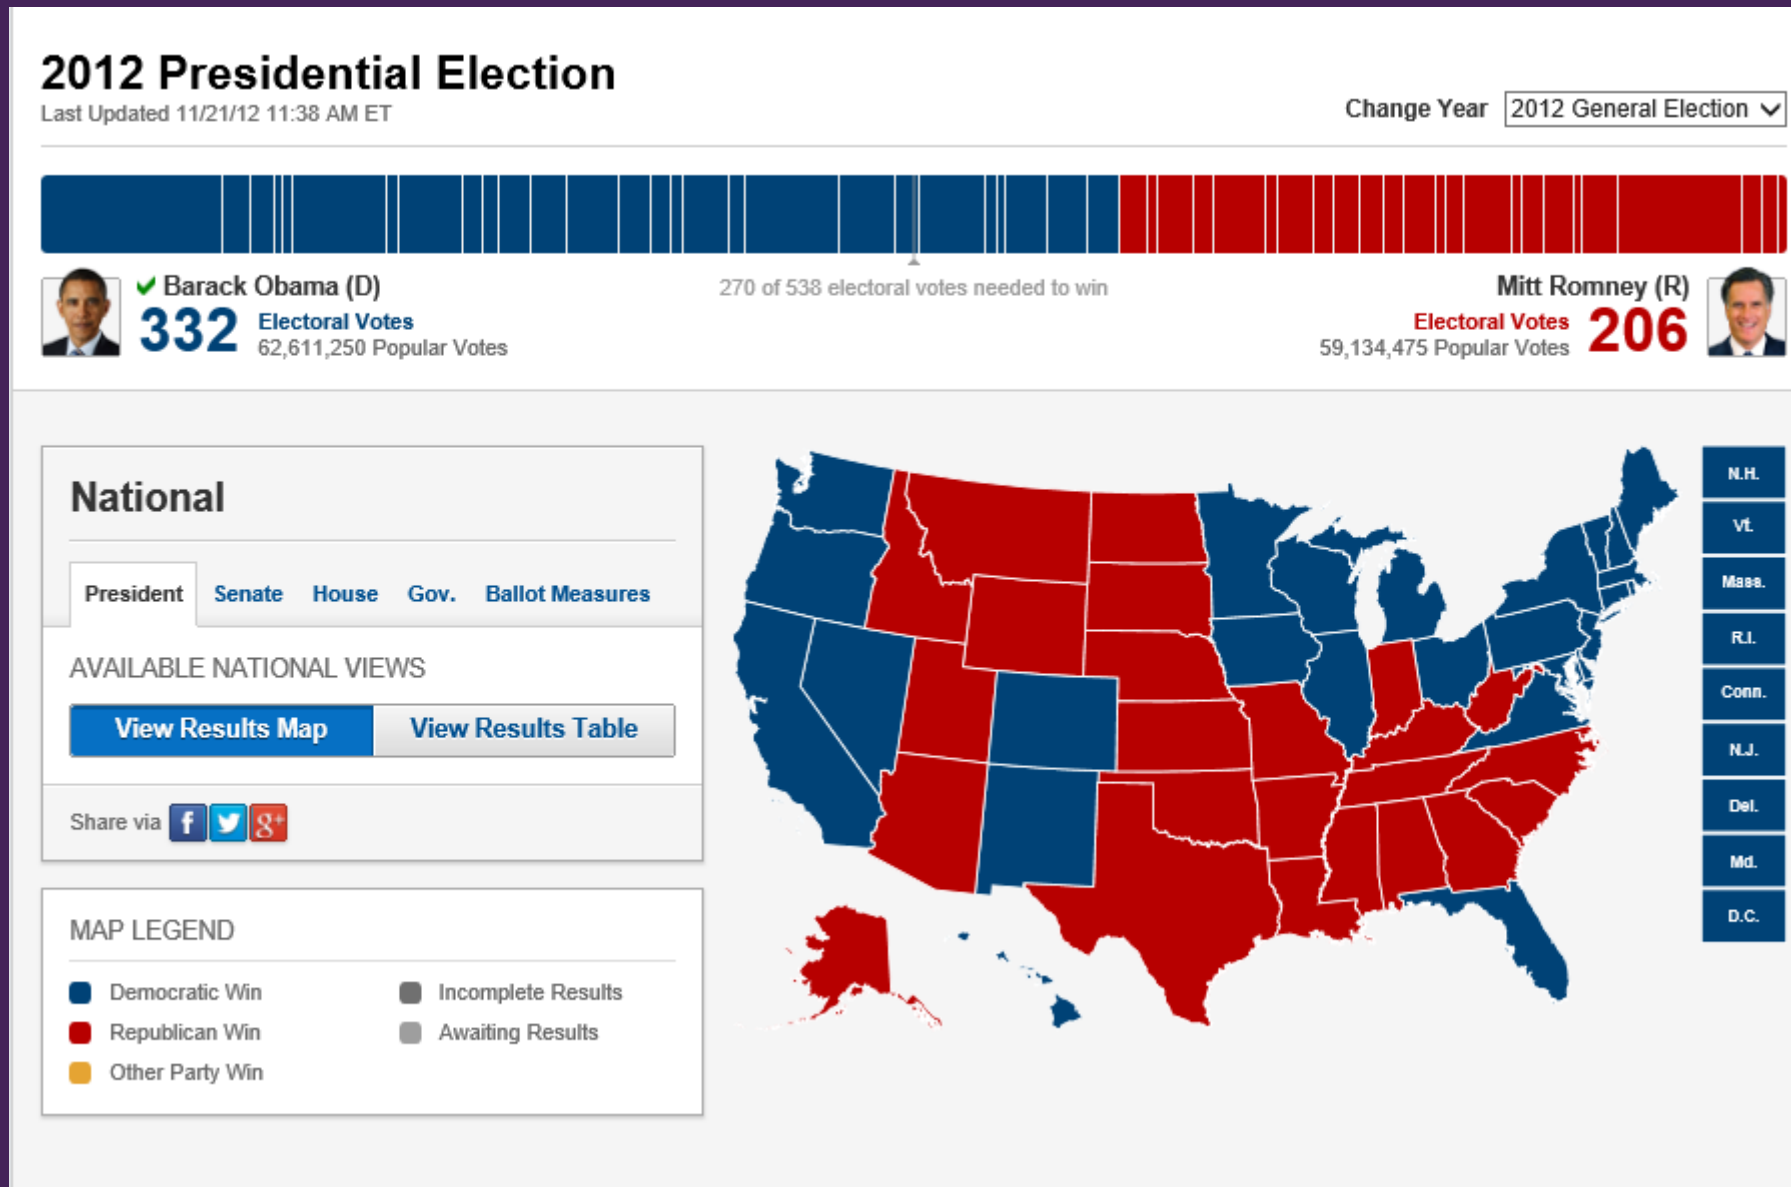 2012 Presidential Election
Last Updated 11/21/12 11:38 AM ET
Change Year 2012 General Election
Barack Obama (D)
332 Electoral Votes
62,611,250 Popular Votes
270 of 538 electoral votes needed to win
Mitt Romney (R)
Electoral Votes 206
59,134,475 Popular Votes
National
President Senate House Gov. Ballot Measures
AVAILABLE NATIONAL VIEWS
View Results Map View Results Table
Share via f g+
MAP LEGEND
Democratic Win Incomplete Results
Republican Win Awaiting Results
Other Party Win
N.H.
Vt.
Mass.
R.I.
Conn.
N.J.
Del.
Md.
D.C.